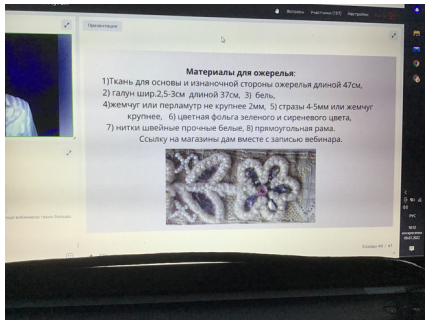 Презентация
Материалы для ожерелья:
1)Ткань для основы и изнаночной стороны ожерелья длиной 47см,
2) галун шир.2,5-3см длиной 37см, 3) бель,
4)жемчуг или перламутр не крупнее 2мм, 5) стразы 4-5мм или жемчуг
крупнее, 6) цветная фольга зеленого и сиреневого цвета,
7) нитки швейные прочные белые, 8) прямоугольная рама.
Ссылку на магазины дам вместе с записью вебинара.
РУС